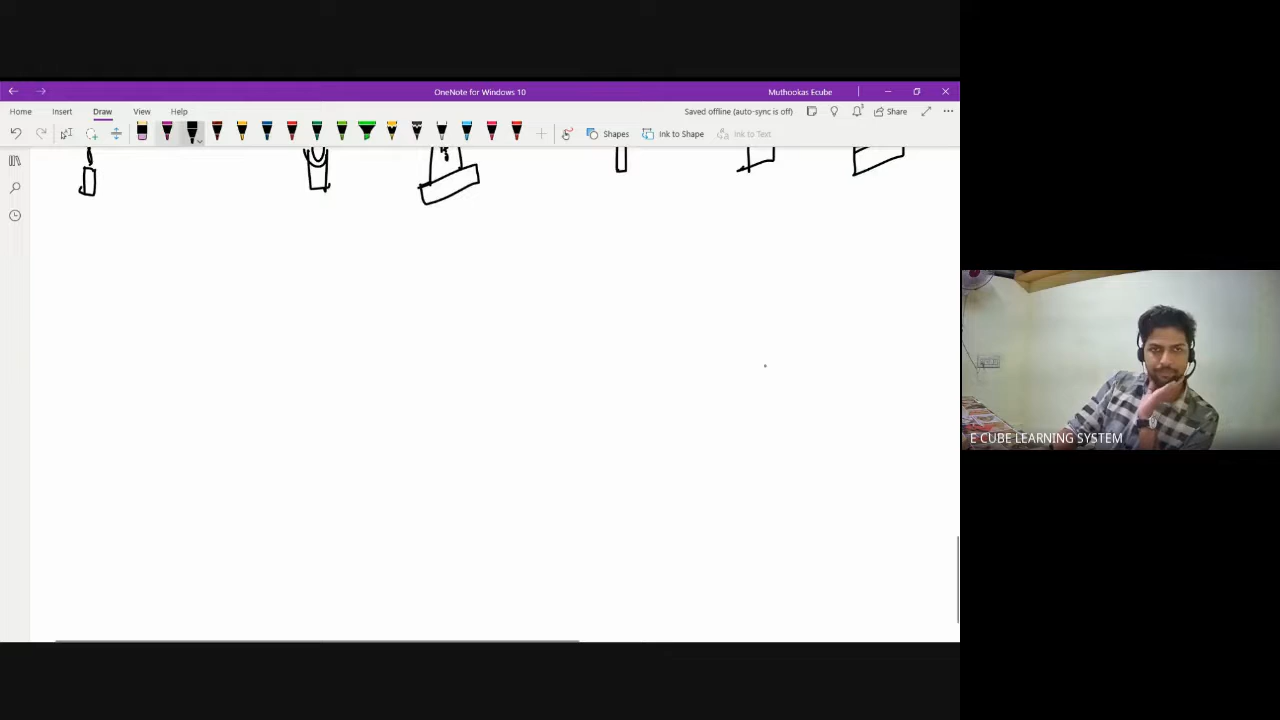 OneNote for Windows 10
Muthookas Ecube
Home Insert Draw View Help
Saved offline (auto-sync is off)
Share
Shapes
Ink to Shape
Ink to Text
E CUBE LEARNING SYSTEM